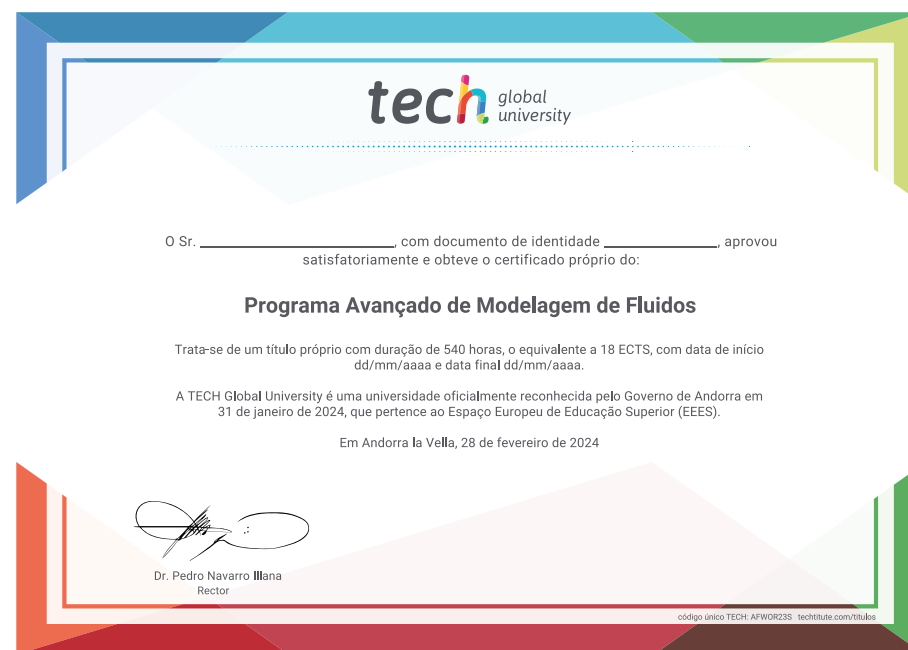 tech global
university
O Sr. ____________________, com documento de identidade ____________, aprovou
satisfatoriamente e obteve o certificado próprio do:
Programa Avançado de Modelagem de Fluidos
Trata-se de um título próprio com duração de 540 horas, o equivalente a 18 ECTS, com data de início
dd/mm/aaaa e data final dd/mm/aaaa.
A TECH Global University é uma universidade oficialmente reconhecida pelo Governo de Andorra em
31 de janeiro de 2024, que pertence ao Espaço Europeu de Educação Superior (EEES).
Em Andorra la Vella, 28 de fevereiro de 2024
Dr. Pedro Navarro Illana
Rector
código único TECH: AFWOR23S techtitute.com/titulos